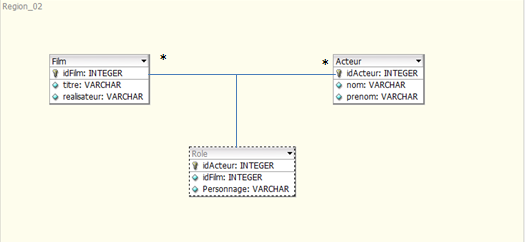 Region_02
Film
idFilm: INTEGER
titre: VARCHAR
realisateur: VARCHAR
*
*
Acteur
idActeur: INTEGER
nom: VARCHAR
prenom: VARCHAR
Role
idActeur: INTEGER
idFilm: INTEGER
Personnage: VARCHAR